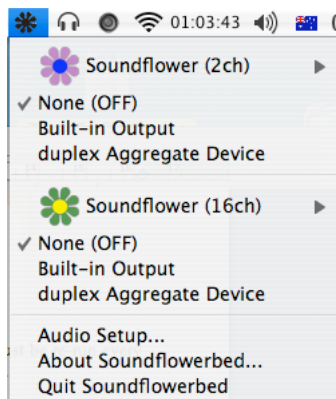 01:03:43
Soundflower (2ch)
None (OFF)
Built-in Output
duplex Aggregate Device
Soundflower (16ch)
None (OFF)
Built-in Output
duplex Aggregate Device
Audio Setup...
About Soundflowerbed...
Quit Soundflowerbed